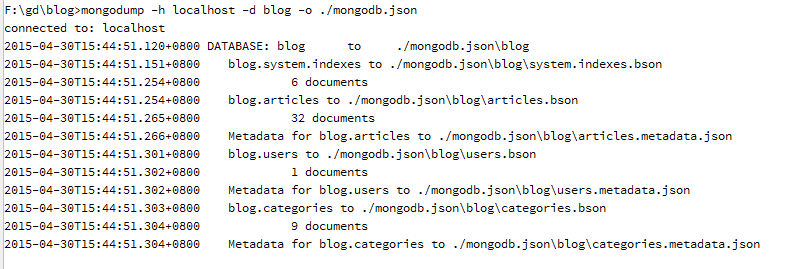 F:\gd\blog>mongodump -h localhost -d blog -o ./mongodb.json
connected to: localhost
2015-04-30T15:44:51.120+0800 DATABASE: blog      to     ./mongodb.json\blog
2015-04-30T15:44:51.151+0800    blog.system.indexes to ./mongodb.json\blog\system.indexes.bson
2015-04-30T15:44:51.254+0800             6 documents
2015-04-30T15:44:51.254+0800    blog.articles to ./mongodb.json\blog\articles.bson
2015-04-30T15:44:51.265+0800             32 documents
2015-04-30T15:44:51.266+0800    Metadata for blog.articles to ./mongodb.json\blog\articles.metadata.json
2015-04-30T15:44:51.301+0800    blog.users to ./mongodb.json\blog\users.bson
2015-04-30T15:44:51.302+0800             1 documents
2015-04-30T15:44:51.302+0800    Metadata for blog.users to ./mongodb.json\blog\users.metadata.json
2015-04-30T15:44:51.303+0800    blog.categories to ./mongodb.json\blog\categories.bson
2015-04-30T15:44:51.304+0800             9 documents
2015-04-30T15:44:51.304+0800    Metadata for blog.categories to ./mongodb.json\blog\categories.metadata.json